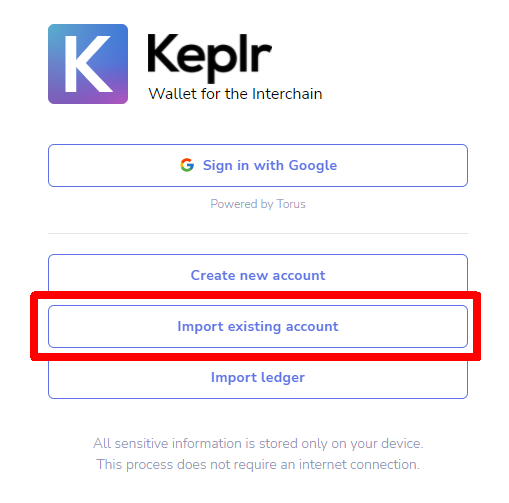 K Keplr
Wallet for the Interchain
Sign in with Google
Powered by Torus
Create new account
Import existing account
Import ledger
All sensitive information is stored only on your device.
This process does not require an internet connection.